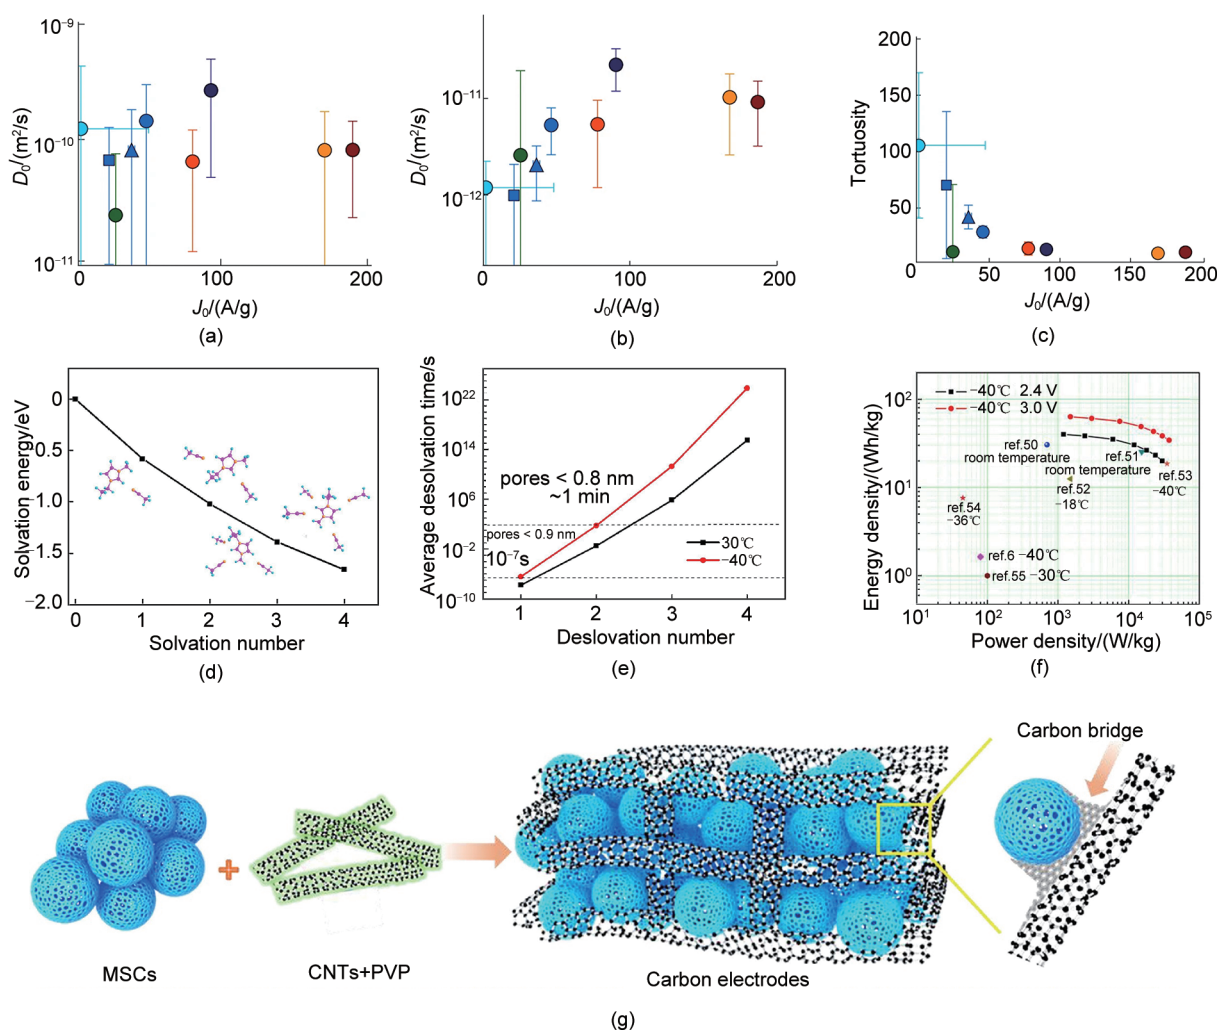 10⁻⁹
10⁻¹⁰
10⁻¹¹
D₀/(m²/s)
0
100
200
J₀/(A/g)
(a)
10⁻¹¹
10⁻¹²
D₀/(m²/s)
0
100
200
J₀/(A/g)
(b)
200
150
100
50
0
Tortuosity
50
100
150
200
J₀/(A/g)
(c)
0
−0.5
−1.0
−1.5
−2.0
Solvation energy/eV
0
1
2
3
4
Solvation number
(d)
10²²
10¹⁴
10⁶
10⁻²
10⁻¹⁰
Average desolvation time/s
pores < 0.8 nm
~1 min
pores < 0.9 nm
10⁻⁷s
30℃
−40℃
1
2
3
4
Deslovation number
(e)
10²
10¹
10⁰
Energy density/(Wh/kg)
−40℃ 2.4 V
−40℃ 3.0 V
ref.50
room temperature
ref.51
room temperature
ref.53
−40℃
ref.52
−18℃
ref.54
−36℃
ref.6 −40℃
ref.55 −30℃
10¹
10²
10³
10⁴
10⁵
Power density/(W/kg)
(f)
Carbon bridge
MSCs
CNTs+PVP
Carbon electrodes
(g)